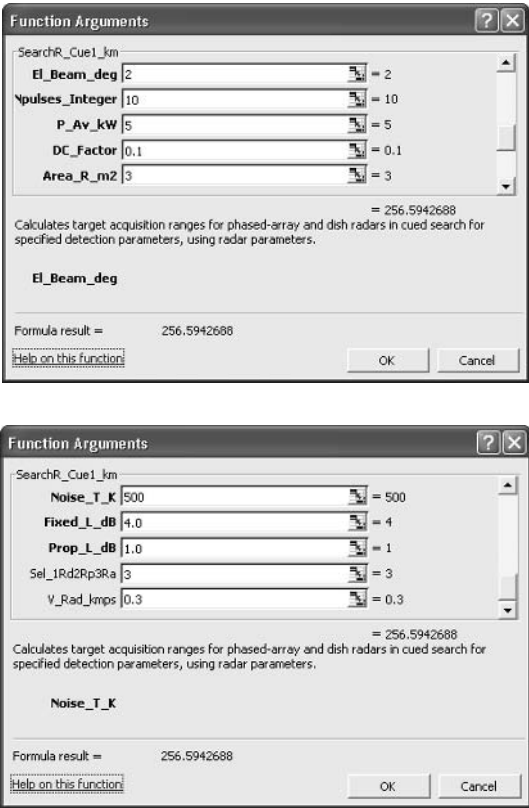 Function Arguments
SearchR_Cue1_km
El_Beam_deg 2 = 2
Npulses_Integer 10 = 10
P_Av_kW 5 = 5
DC_Factor 0.1 = 0.1
Area_R_m2 3 = 3
= 256.5942688
Calculates target acquisition ranges for phased-array and dish radars in cued search for
specified detection parameters, using radar parameters.
El_Beam_deg
Formula result = 256.5942688
Help on this function OK Cancel
Function Arguments
SearchR_Cue1_km
Noise_T_K 500 = 500
Fixed_L_dB 4.0 = 4
Prop_L_dB 1.0 = 1
Sel_1Rd2Rp3Ra 3 = 3
V_Rad_kmps 0.3 = 0.3
= 256.5942688
Calculates target acquisition ranges for phased-array and dish radars in cued search for
specified detection parameters, using radar parameters.
Noise_T_K
Formula result = 256.5942688
Help on this function OK Cancel